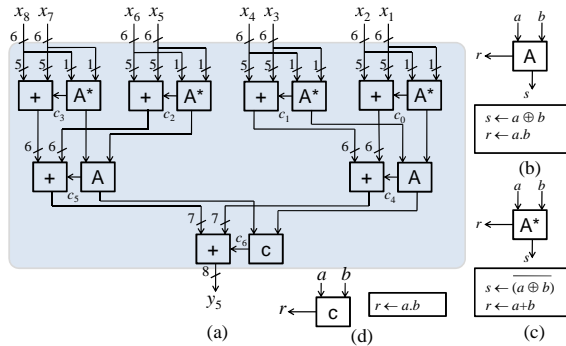 x8 x7 x6 x5 x4 x3 x2 x1
6 6 6 6 6 6 6 6
5 5 1 1 5 5 1 1 5 5 1 1 5 5 1 1
+ A* + A* + A* + A*
c3 c2 c1 c0
6 6 6 6
+ A + A
c5 c4
7 7
+ c
c6
8
y5
(a)
a b
r c
r ← a.b
(d)
a b
r A
s
s ← a ⊕ b
r ← a.b
(b)
a b
r A*
s
s ← \overline{(a ⊕ b)}
r ← a+b
(c)